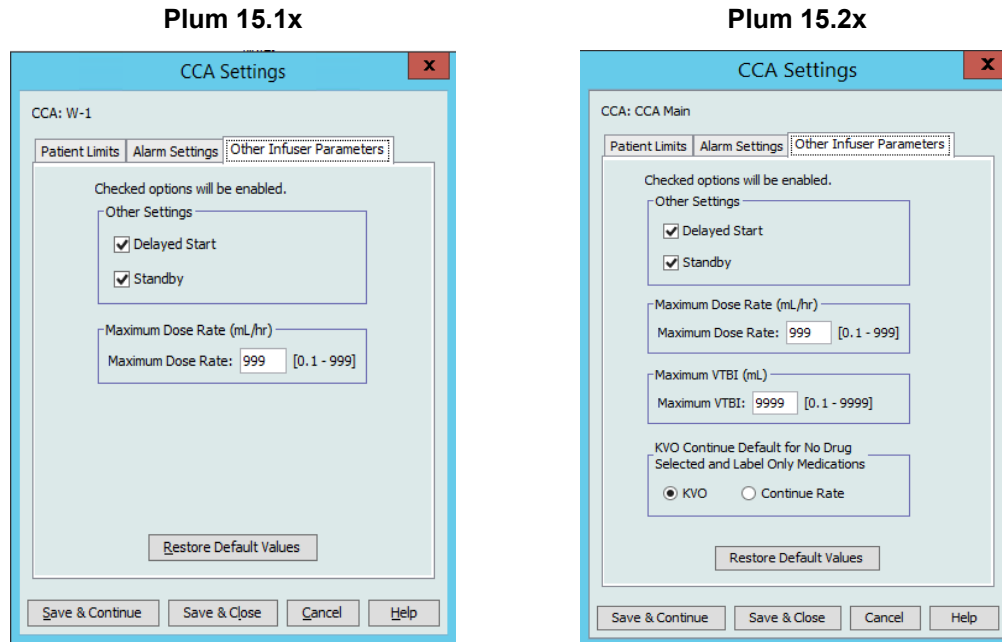 Plum 15.1x
CCA Settings
x
CCA: W-1
Patient Limits Alarm Settings Other Infuser Parameters
Checked options will be enabled.
Other Settings
Delayed Start
Standby
Maximum Dose Rate (mL/hr)
Maximum Dose Rate: 999 [0.1 - 999]
Restore Default Values
Save & Continue Save & Close Cancel Help
Plum 15.2x
CCA Settings
x
CCA: CCA Main
Patient Limits Alarm Settings Other Infuser Parameters
Checked options will be enabled.
Other Settings
Delayed Start
Standby
Maximum Dose Rate (mL/hr)
Maximum Dose Rate: 999 [0.1 - 999]
Maximum VTBI (mL)
Maximum VTBI: 9999 [0.1 - 9999]
KVO Continue Default for No Drug
Selected and Label Only Medications
KVO Continue Rate
Restore Default Values
Save & Continue Save & Close Cancel Help